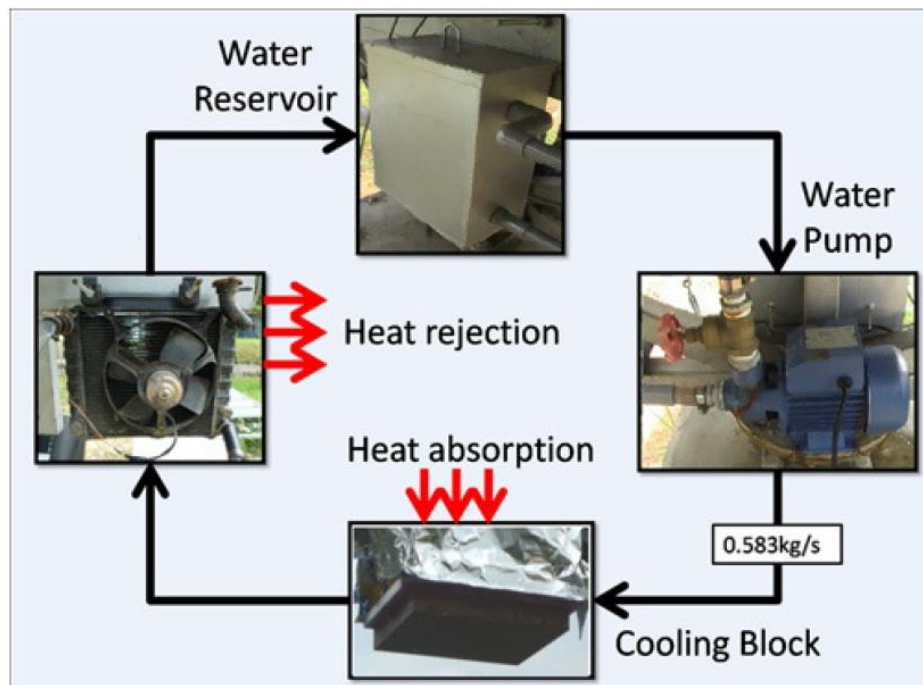 Water
Reservoir
Water
Pump
Heat rejection
Heat absorption
0.583kg/s
Cooling Block